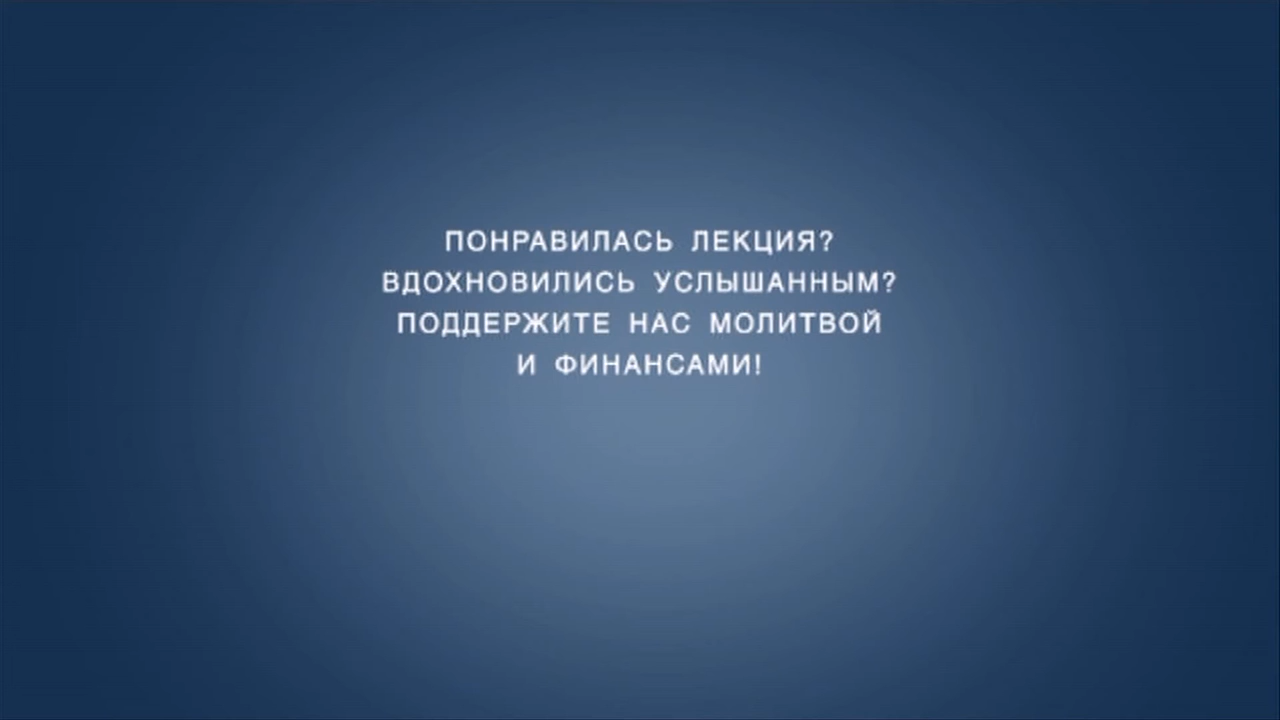 ПОНРАВИЛАСЬ ЛЕКЦИЯ?
ВДОХНОВИЛИСЬ УСЛЫШАННЫМ?
ПОДДЕРЖИТЕ НАС МОЛИТВОЙ
И ФИНАНСАМИ!